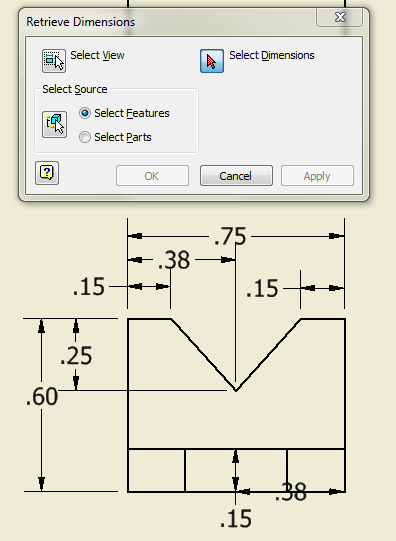 Retrieve Dimensions
Select View
Select Dimensions
Select Source
Select Features
Select Parts
OK
Cancel
Apply
.75
.38
.15
.15
.25
.60
.38
.15